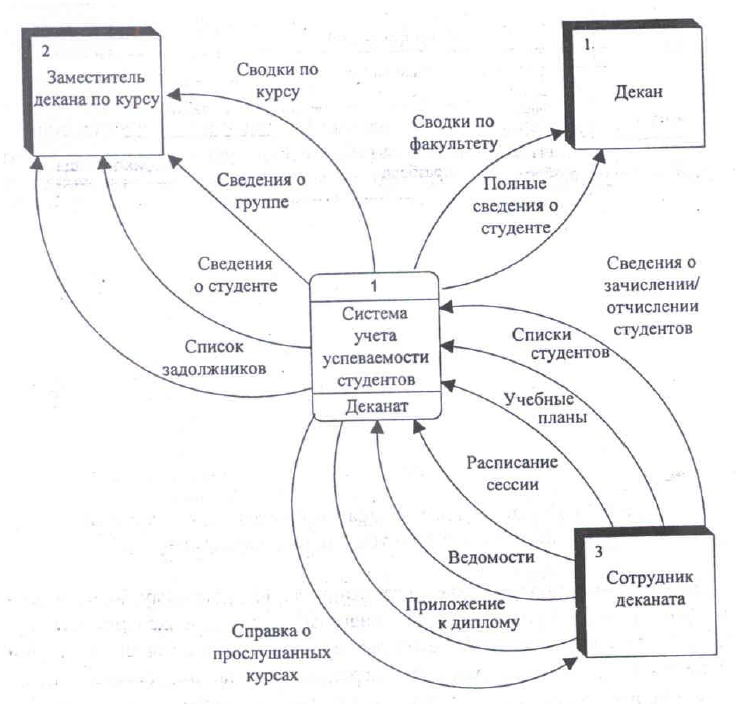 2
Заместитель
декана по курсу
1.
Декан
Сводки по
курсу
Сводки по
факультету
Сведения о
группе
Полные
сведения о
студенте
Сведения
о студенте
Список
задолжников
1
Система
учета
успеваемости
студентов
Деканат
Сведения о
зачислении/
отчислении
студентов
Списки
студентов
Учебные
планы
Расписание
сессии
Ведомости
Приложение
к диплому
Справка о
прослушанных
курсах
3
Сотрудник
деканата